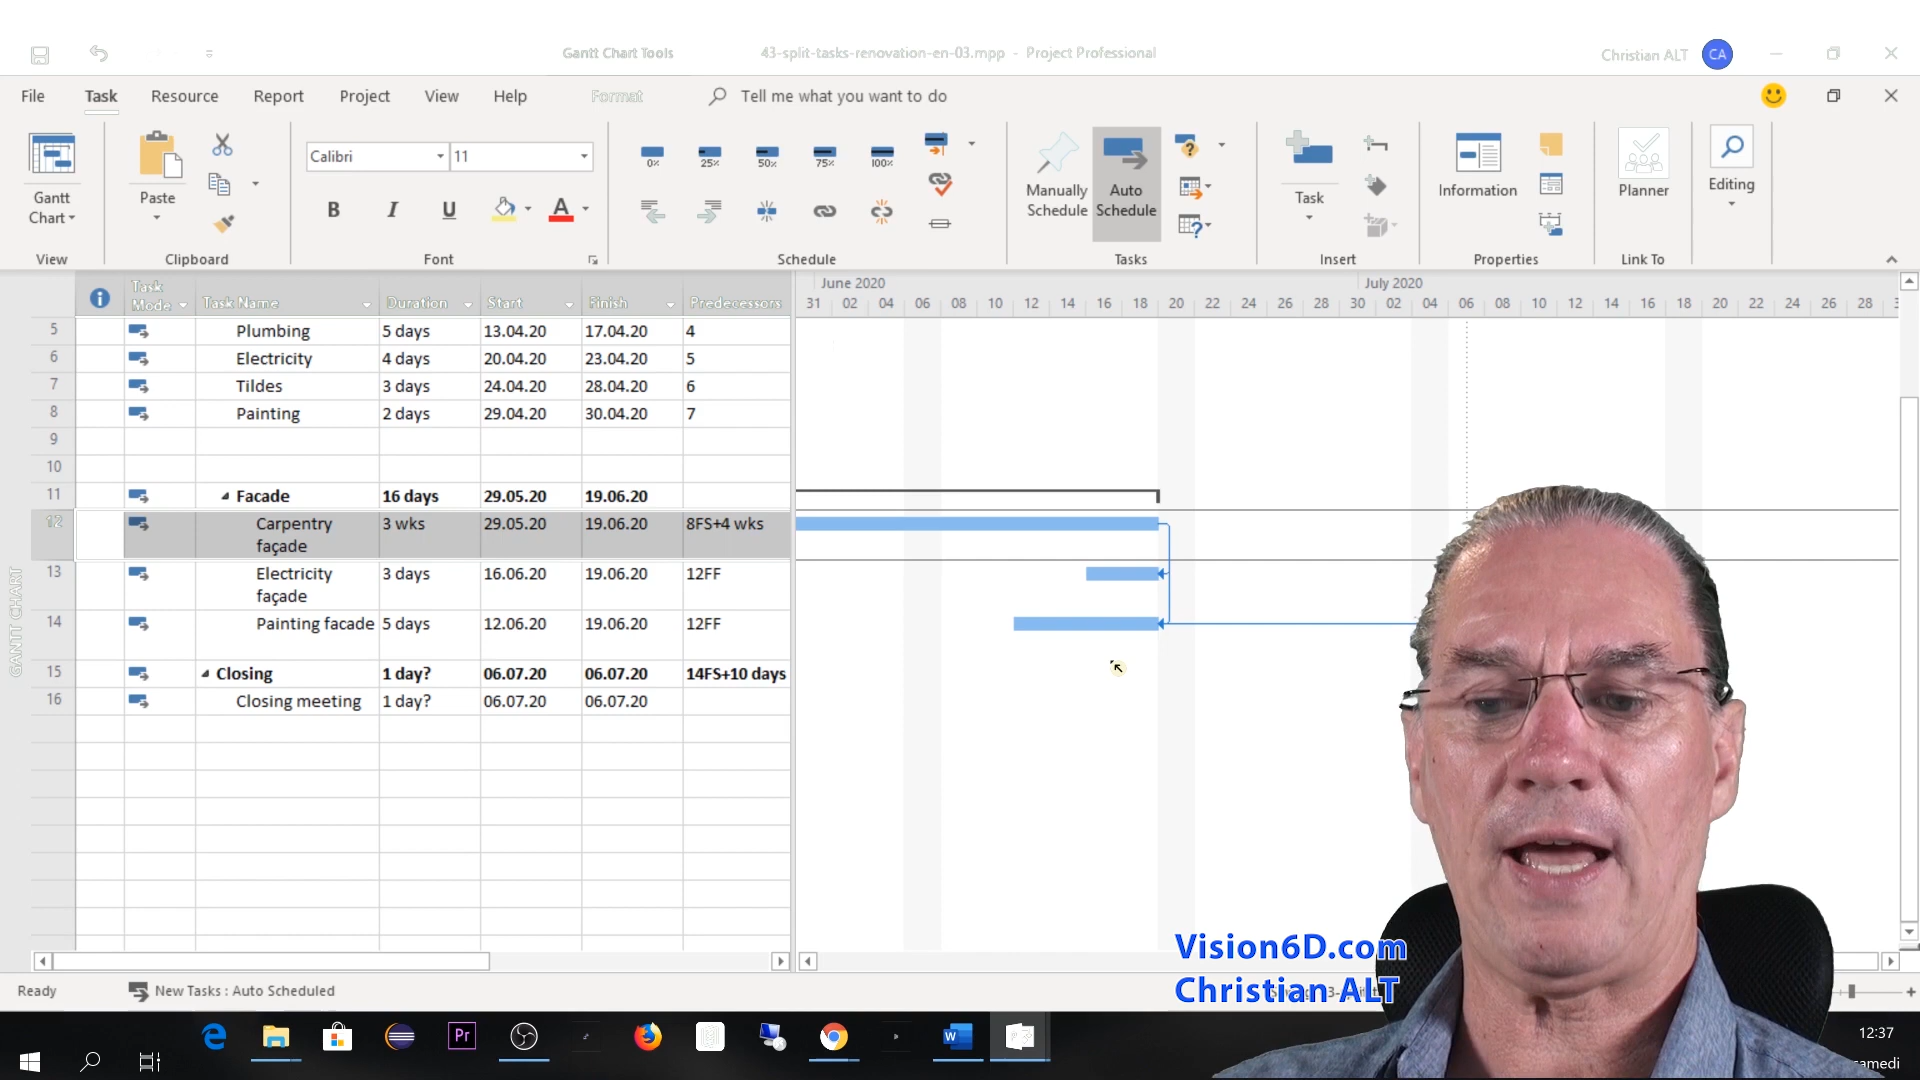 Gantt Chart Tools 43-split-tasks-renovation-en-03.mpp - Project Professional Christian ALT CA
File Task Resource Report Project View Help Format Tell me what you want to do
Gantt Chart
Paste
Calibri 11
B I U A
0% 25% 50% 75% 100%
Manually Schedule
Auto Schedule
Task
Information
Planner
Editing
View Clipboard Font Schedule Tasks Insert Properties Link To
Task Mode Task Name Duration Start Finish Predecessors
June 2020 July 2020
31 02 04 06 08 10 12 14 16 18 20 22 24 26 28 30 02 04 06 08 10 12 14 16 18 20 22 24 26 28
5 Plumbing 5 days 13.04.20 17.04.20 4
6 Electricity 4 days 20.04.20 23.04.20 5
7 Tildes 3 days 24.04.20 28.04.20 6
8 Painting 2 days 29.04.20 30.04.20 7
9
10
11 Facade 16 days 29.05.20 19.06.20
12 Carpentry façade 3 wks 29.05.20 19.06.20 8FS+4 wks
13 Electricity façade 3 days 16.06.20 19.06.20 12FF
14 Painting facade 5 days 12.06.20 19.06.20 12FF
15 Closing 1 day? 06.07.20 06.07.20 14FS+10 days
16 Closing meeting 1 day? 06.07.20 06.07.20
GANTT CHART
Vision6D.com
Christian ALT
Ready New Tasks : Auto Scheduled
Pr
W
12:37
samedi